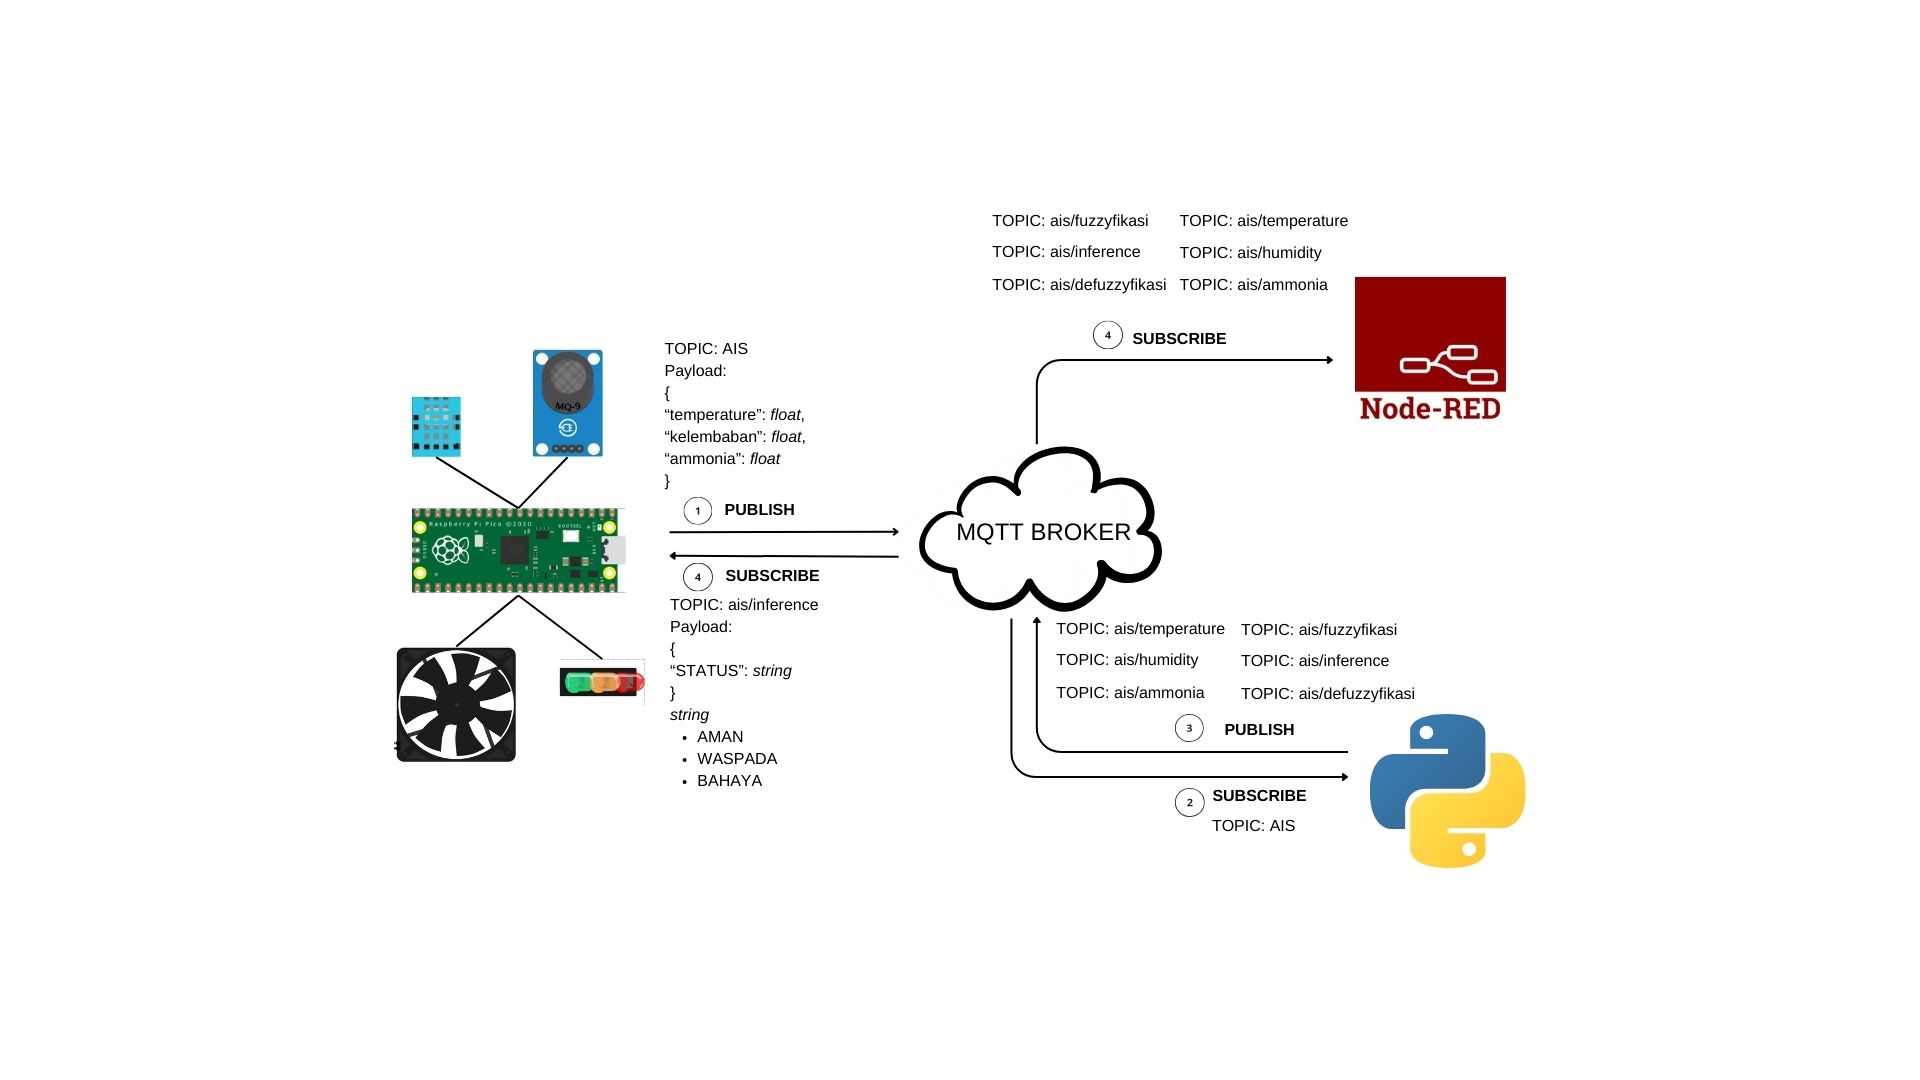 TOPIC: ais/fuzzyfikasi
TOPIC: ais/inference
TOPIC: ais/defuzzyfikasi
TOPIC: ais/temperature
TOPIC: ais/humidity
TOPIC: ais/ammonia
4
SUBSCRIBE
Node-RED
TOPIC: AIS
Payload:
{
“temperature”: float,
“kelembaban”: float,
“ammonia”: float
}
1
PUBLISH
MQ-9
Raspberry Pi Pico ©2020
BOOTSEL
MQTT BROKER
4
SUBSCRIBE
TOPIC: ais/inference
Payload:
{
“STATUS”: string
}
string
• AMAN
• WASPADA
• BAHAYA
TOPIC: ais/temperature
TOPIC: ais/humidity
TOPIC: ais/ammonia
TOPIC: ais/fuzzyfikasi
TOPIC: ais/inference
TOPIC: ais/defuzzyfikasi
3
PUBLISH
2
SUBSCRIBE
TOPIC: AIS